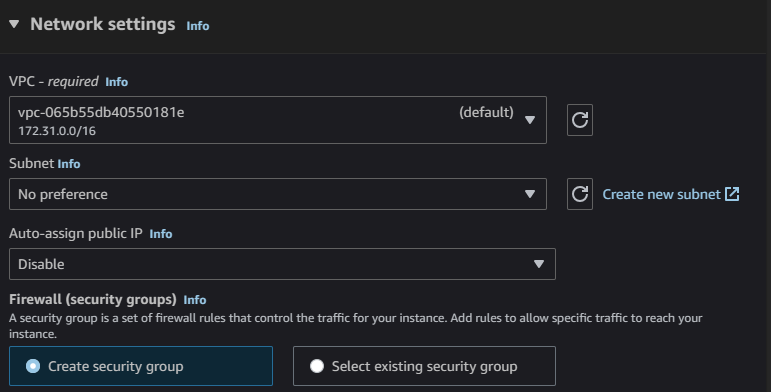 Network settings Info
VPC - required Info
vpc-065b55db40550181e (default)
172.31.0.0/16
Subnet Info
No preference
Create new subnet
Auto-assign public IP Info
Disable
Firewall (security groups) Info
A security group is a set of firewall rules that control the traffic for your instance. Add rules to allow specific traffic to reach your
instance.
Create security group
Select existing security group